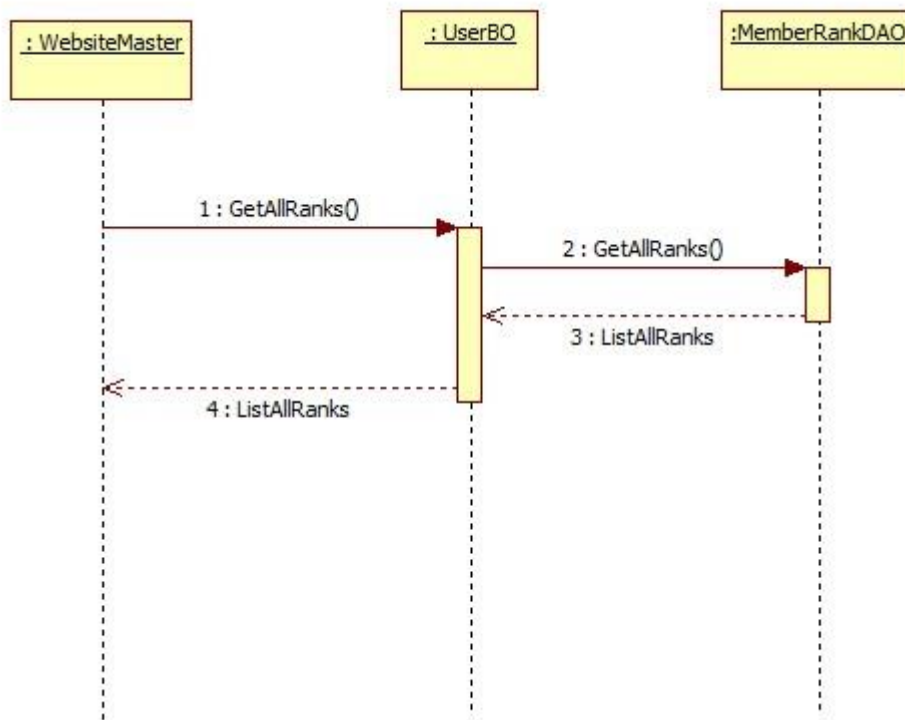 : WebsiteMaster
: UserBO
:MemberRankDAO
1 : GetAllRanks()
2 : GetAllRanks()
3 : ListAllRanks
4 : ListAllRanks